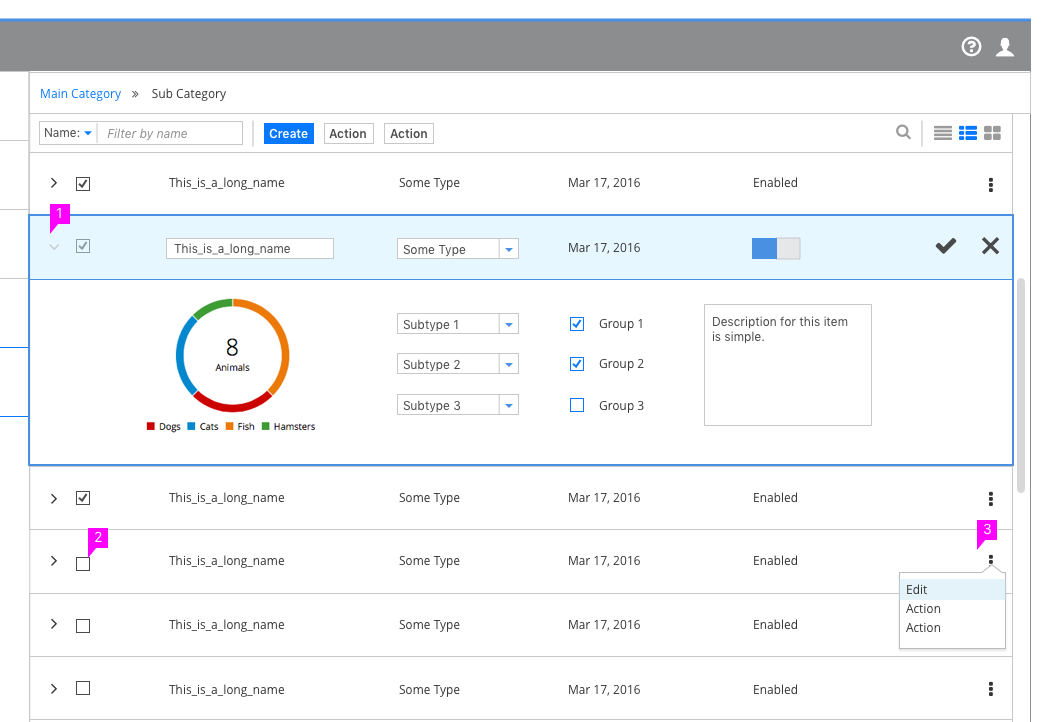 Main Category » Sub Category
Name: Filter by name Create Action Action
This_is_a_long_name Some Type Mar 17, 2016 Enabled
1
This_is_a_long_name Some Type Mar 17, 2016
8
Animals
Dogs Cats Fish Hamsters
Subtype 1
Subtype 2
Subtype 3
Group 1
Group 2
Group 3
Description for this item
is simple.
This_is_a_long_name Some Type Mar 17, 2016 Enabled
2
3
This_is_a_long_name Some Type Mar 17, 2016 Enabled
Edit
Action
Action
This_is_a_long_name Some Type Mar 17, 2016 Enabled
This_is_a_long_name Some Type Mar 17, 2016 Enabled